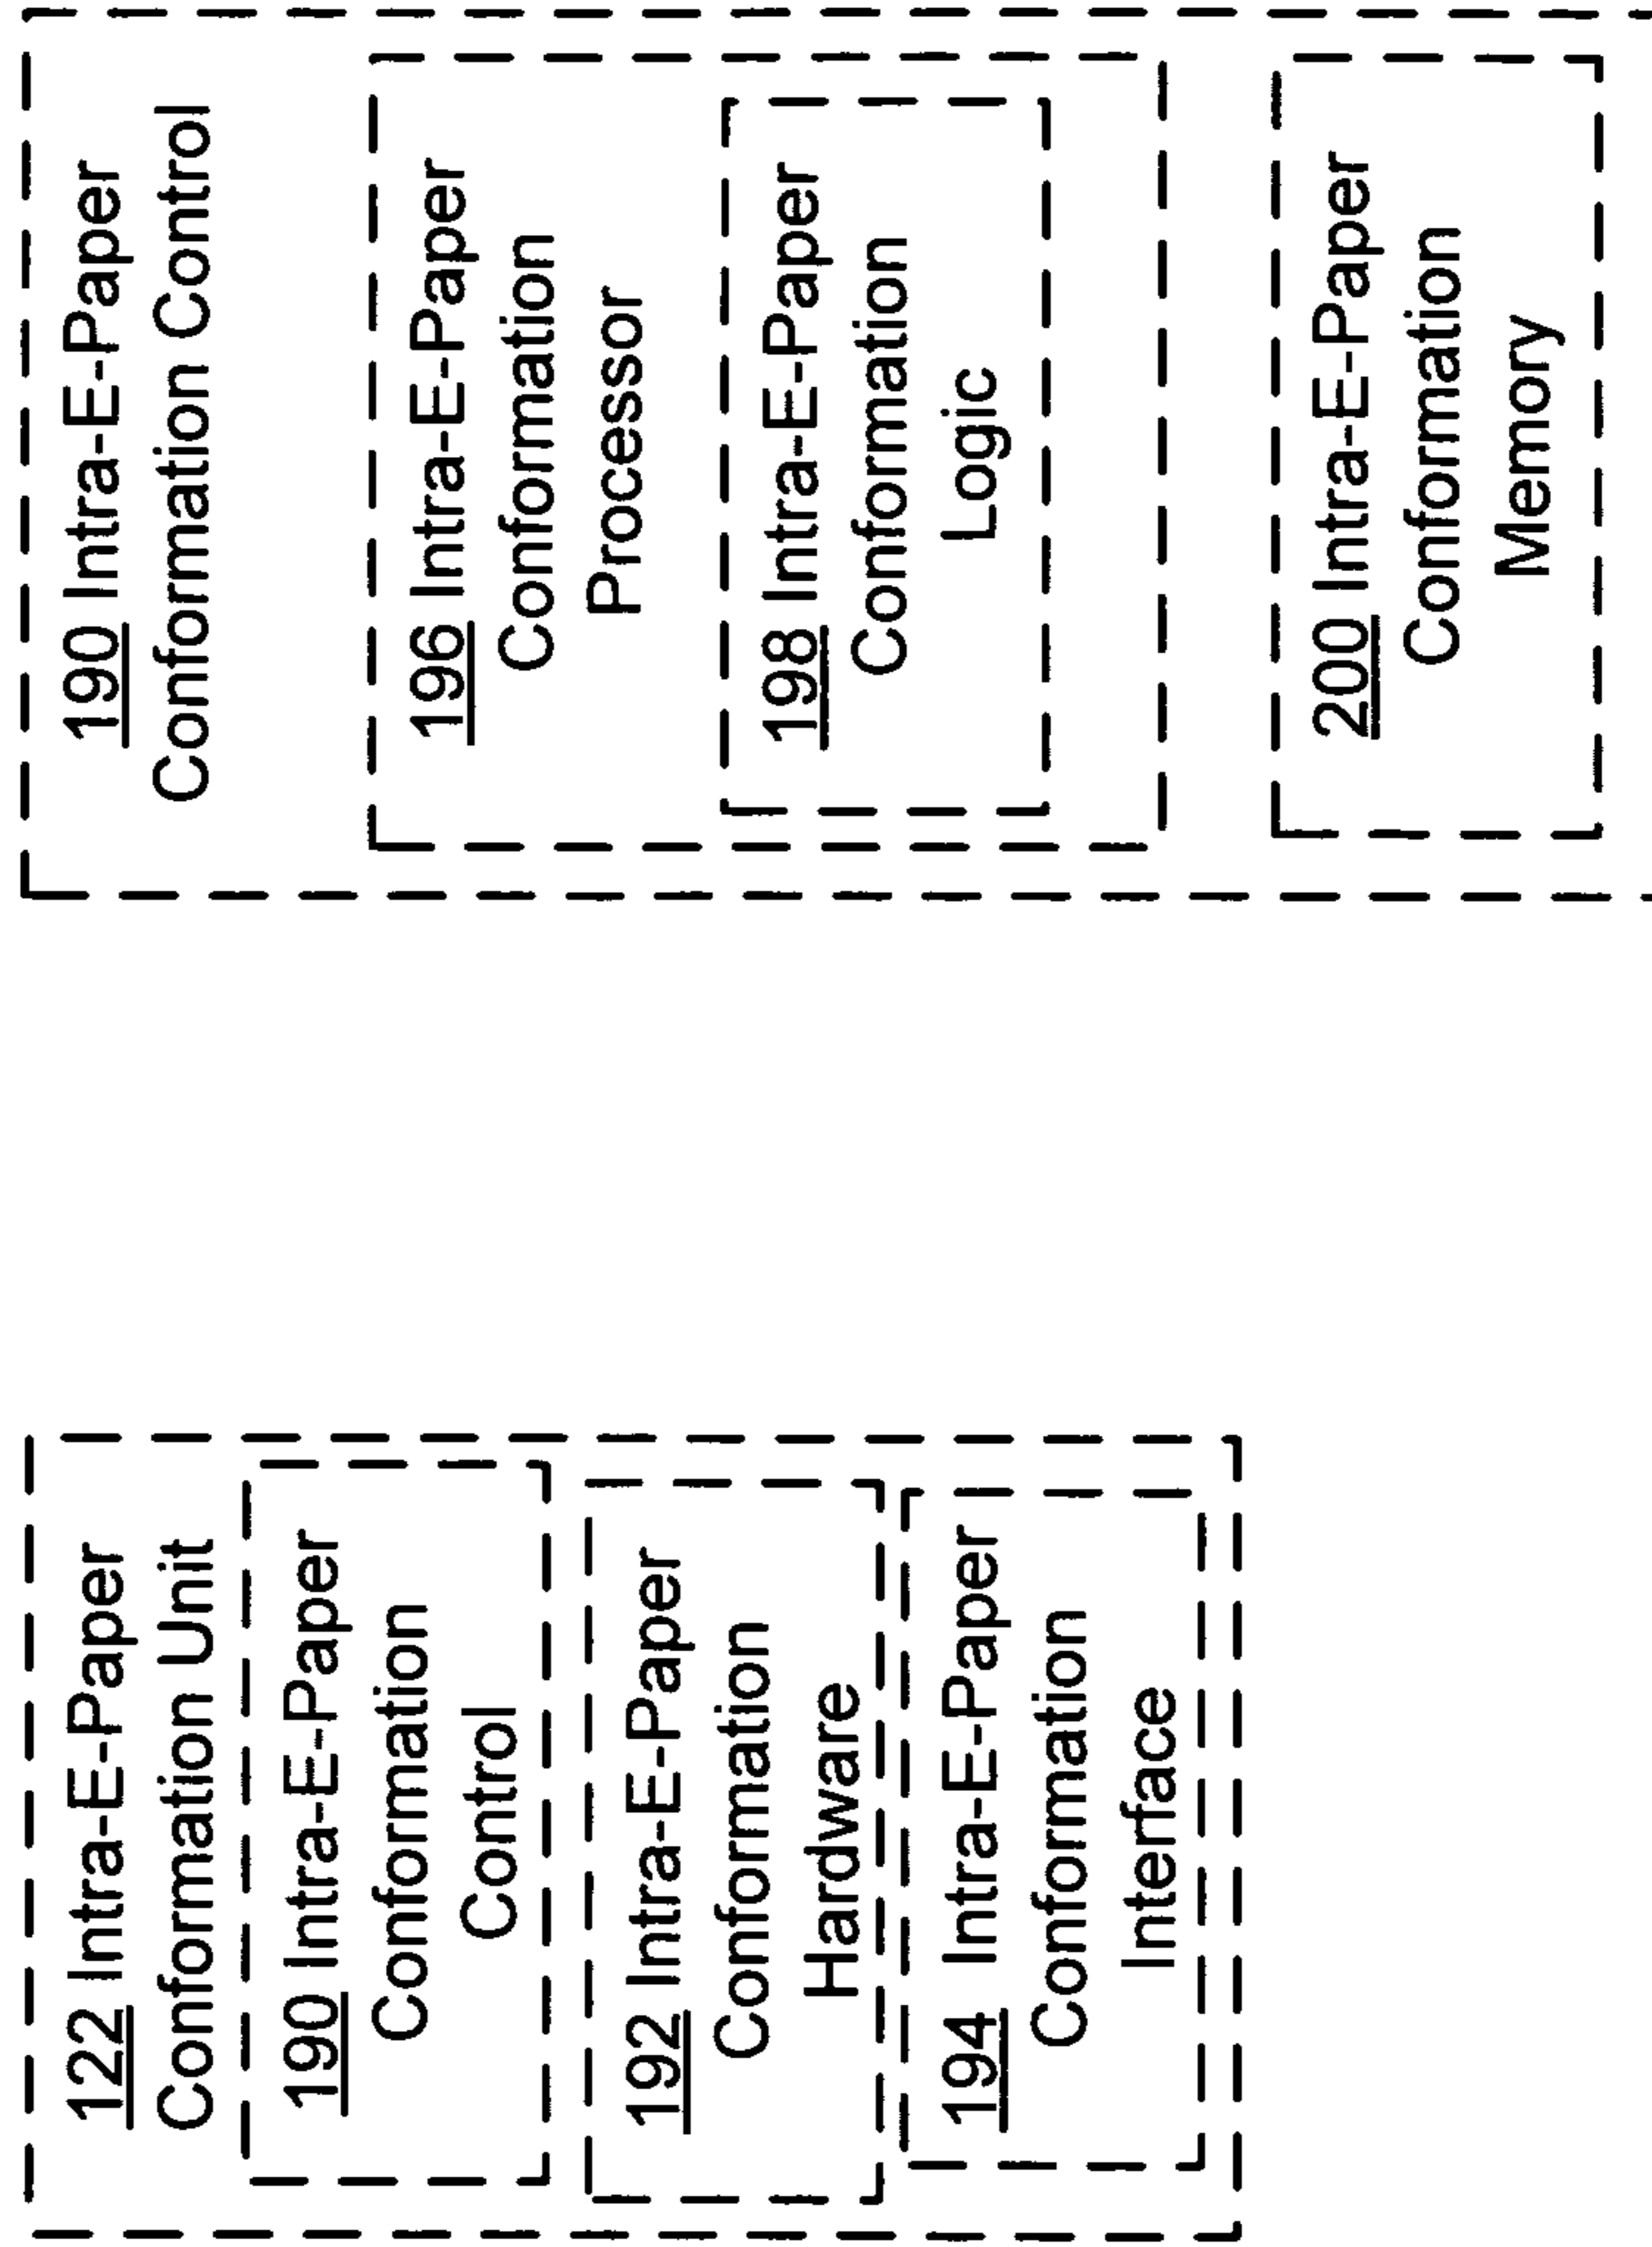 122 Intra-E-Paper
Conformation Unit
190 Intra-E-Paper
Conformation
Control
192 Intra-E-Paper
Conformation
Hardware
194 Intra-E-Paper
Conformation
Interface
190 Intra-E-Paper
Conformation Control
196 Intra-E-Paper
Conformation
Processor
198 Intra-E-Paper
Conformation
Logic
200 Intra-E-Paper
Conformation
Memory